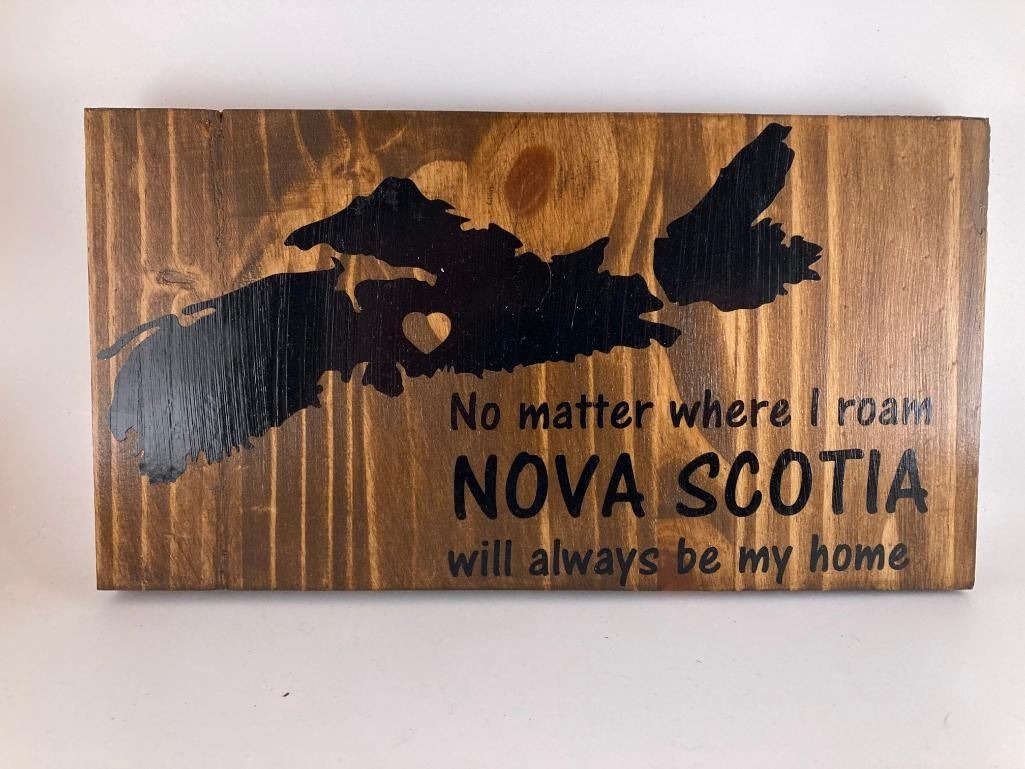 No matter where I roam
NOVA SCOTIA
will always be my home